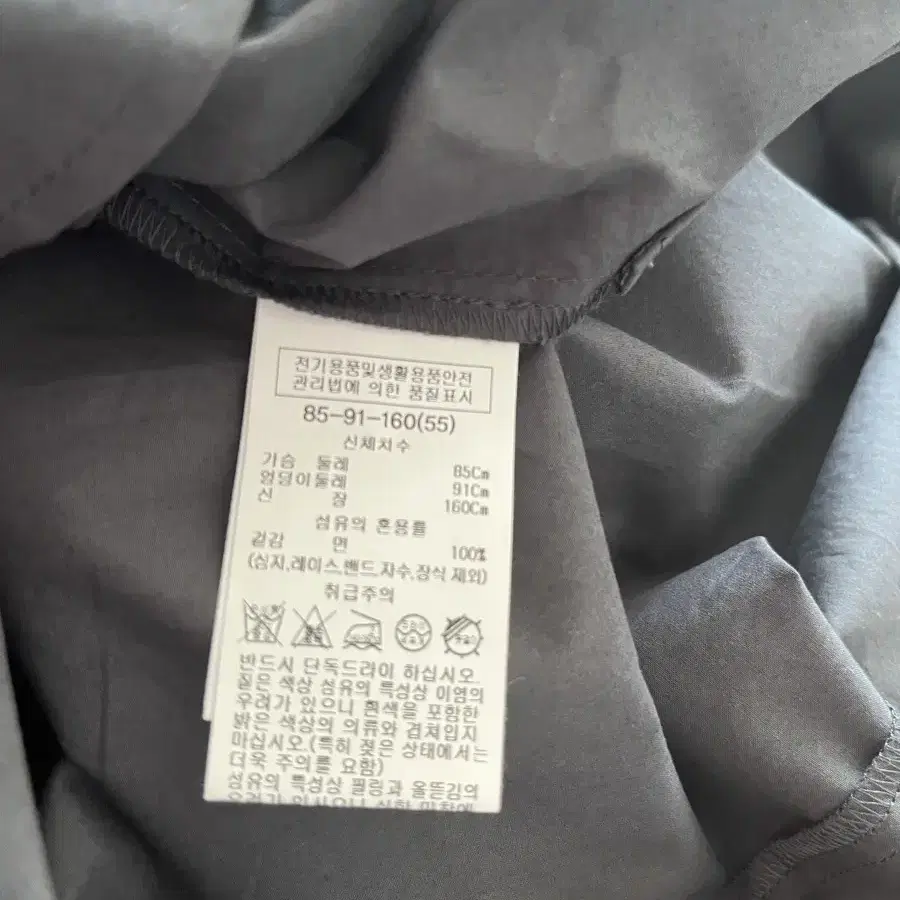 전기용품및생활용품안전
관리법에 의한 품질표시
85-91-160(55)
신체치수
가슴 둘레 85Cm
엉덩이둘레 91Cm
신 장 160Cm
섬유의 혼용률
겉감 면 100%
(심지,레이스,밴드,자수,장식 제외)
취급주의
반드시 단독드라이 하십시오.
짙은 색상 섬유의 특성상 이염의
우려가 있으니 흰색을 포함한
밝은 색상의 의류와 겹쳐입지
마십시오.(특히 젖은 상태에서는
더욱 주의를 요함)
섬유의 특성상 필링과 올뜯김의
우려가 있으니 심한